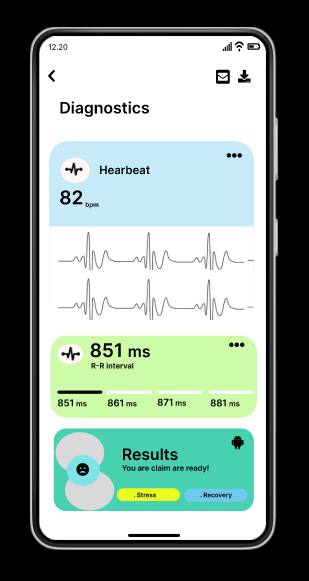 12.20
Diagnostics
Hearbeat
82 bpm
851 ms
R-R interval
851 ms 861 ms 871 ms 881 ms
Results
You are claim are ready!
. Stress . Recovery